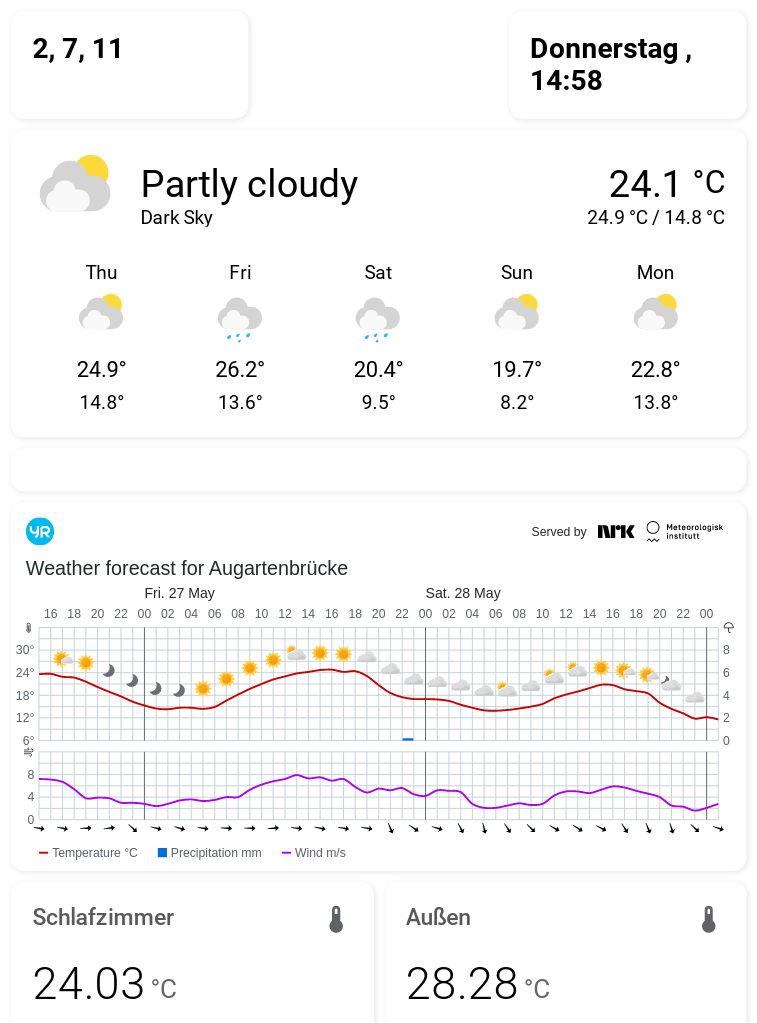 2, 7, 11
Donnerstag ,
14:58
Partly cloudy
24.1 °C
Dark Sky
24.9 °C / 14.8 °C
Thu Fri Sat Sun Mon
24.9° 26.2° 20.4° 19.7° 22.8°
14.8° 13.6° 9.5° 8.2° 13.8°
YR
Served by NRK Meteorologisk
institutt
Weather forecast for Augartenbrücke
Fri. 27 May Sat. 28 May
16 18 20 22 00 02 04 06 08 10 12 14 16 18 20 22 00 02 04 06 08 10 12 14 16 18 20 22 00
30° 8
24° 6
18° 4
12° 2
6° 0
8
4
0
Temperature °C Precipitation mm Wind m/s
Schlafzimmer Außen
24.03 °C 28.28 °C